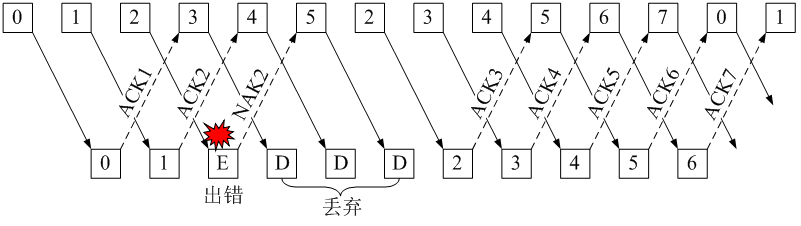 0 1 2 3 4 5 2 3 4 5 6 7 0 1
ACK1 ACK2 NAK2 ACK3 ACK4 ACK5 ACK6 ACK7
0 1 E D D D 2 3 4 5 6
出错
丢弃